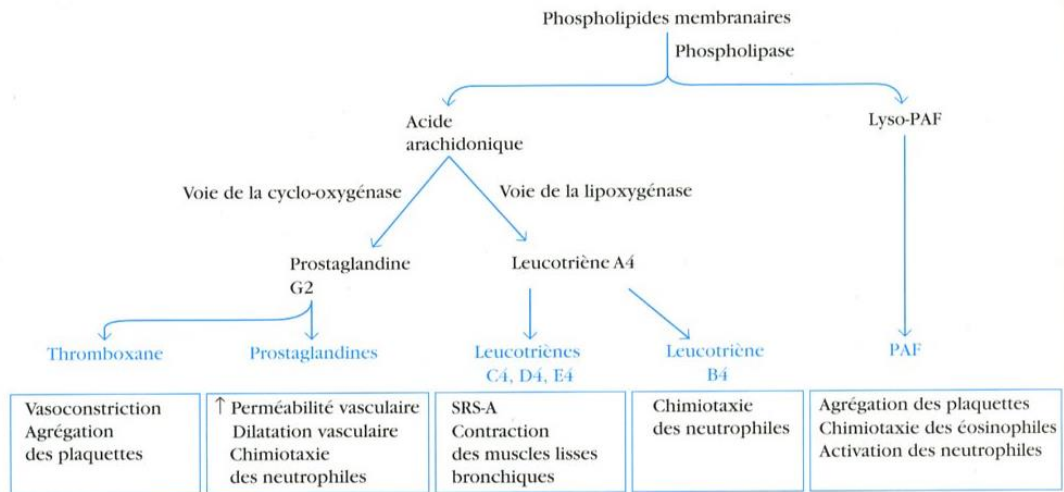 Phospholipides membranaires
Phospholipase
Acide
arachidonique
Lyso-PAF
Voie de la cyclo-oxygénase
Voie de la lipoxygénase
Prostaglandine
G2
Leucotriène A4
Thromboxane
Prostaglandines
Leucotriènes
C4, D4, E4
Leucotriène
B4
PAF
Vasoconstriction
Agrégation
des plaquettes
↑ Perméabilité vasculaire
Dilatation vasculaire
Chimiotaxie
des neutrophiles
SRS-A
Contraction
des muscles lisses
bronchiques
Chimiotaxie
des neutrophiles
Agrégation des plaquettes
Chimiotaxie des éosinophiles
Activation des neutrophiles